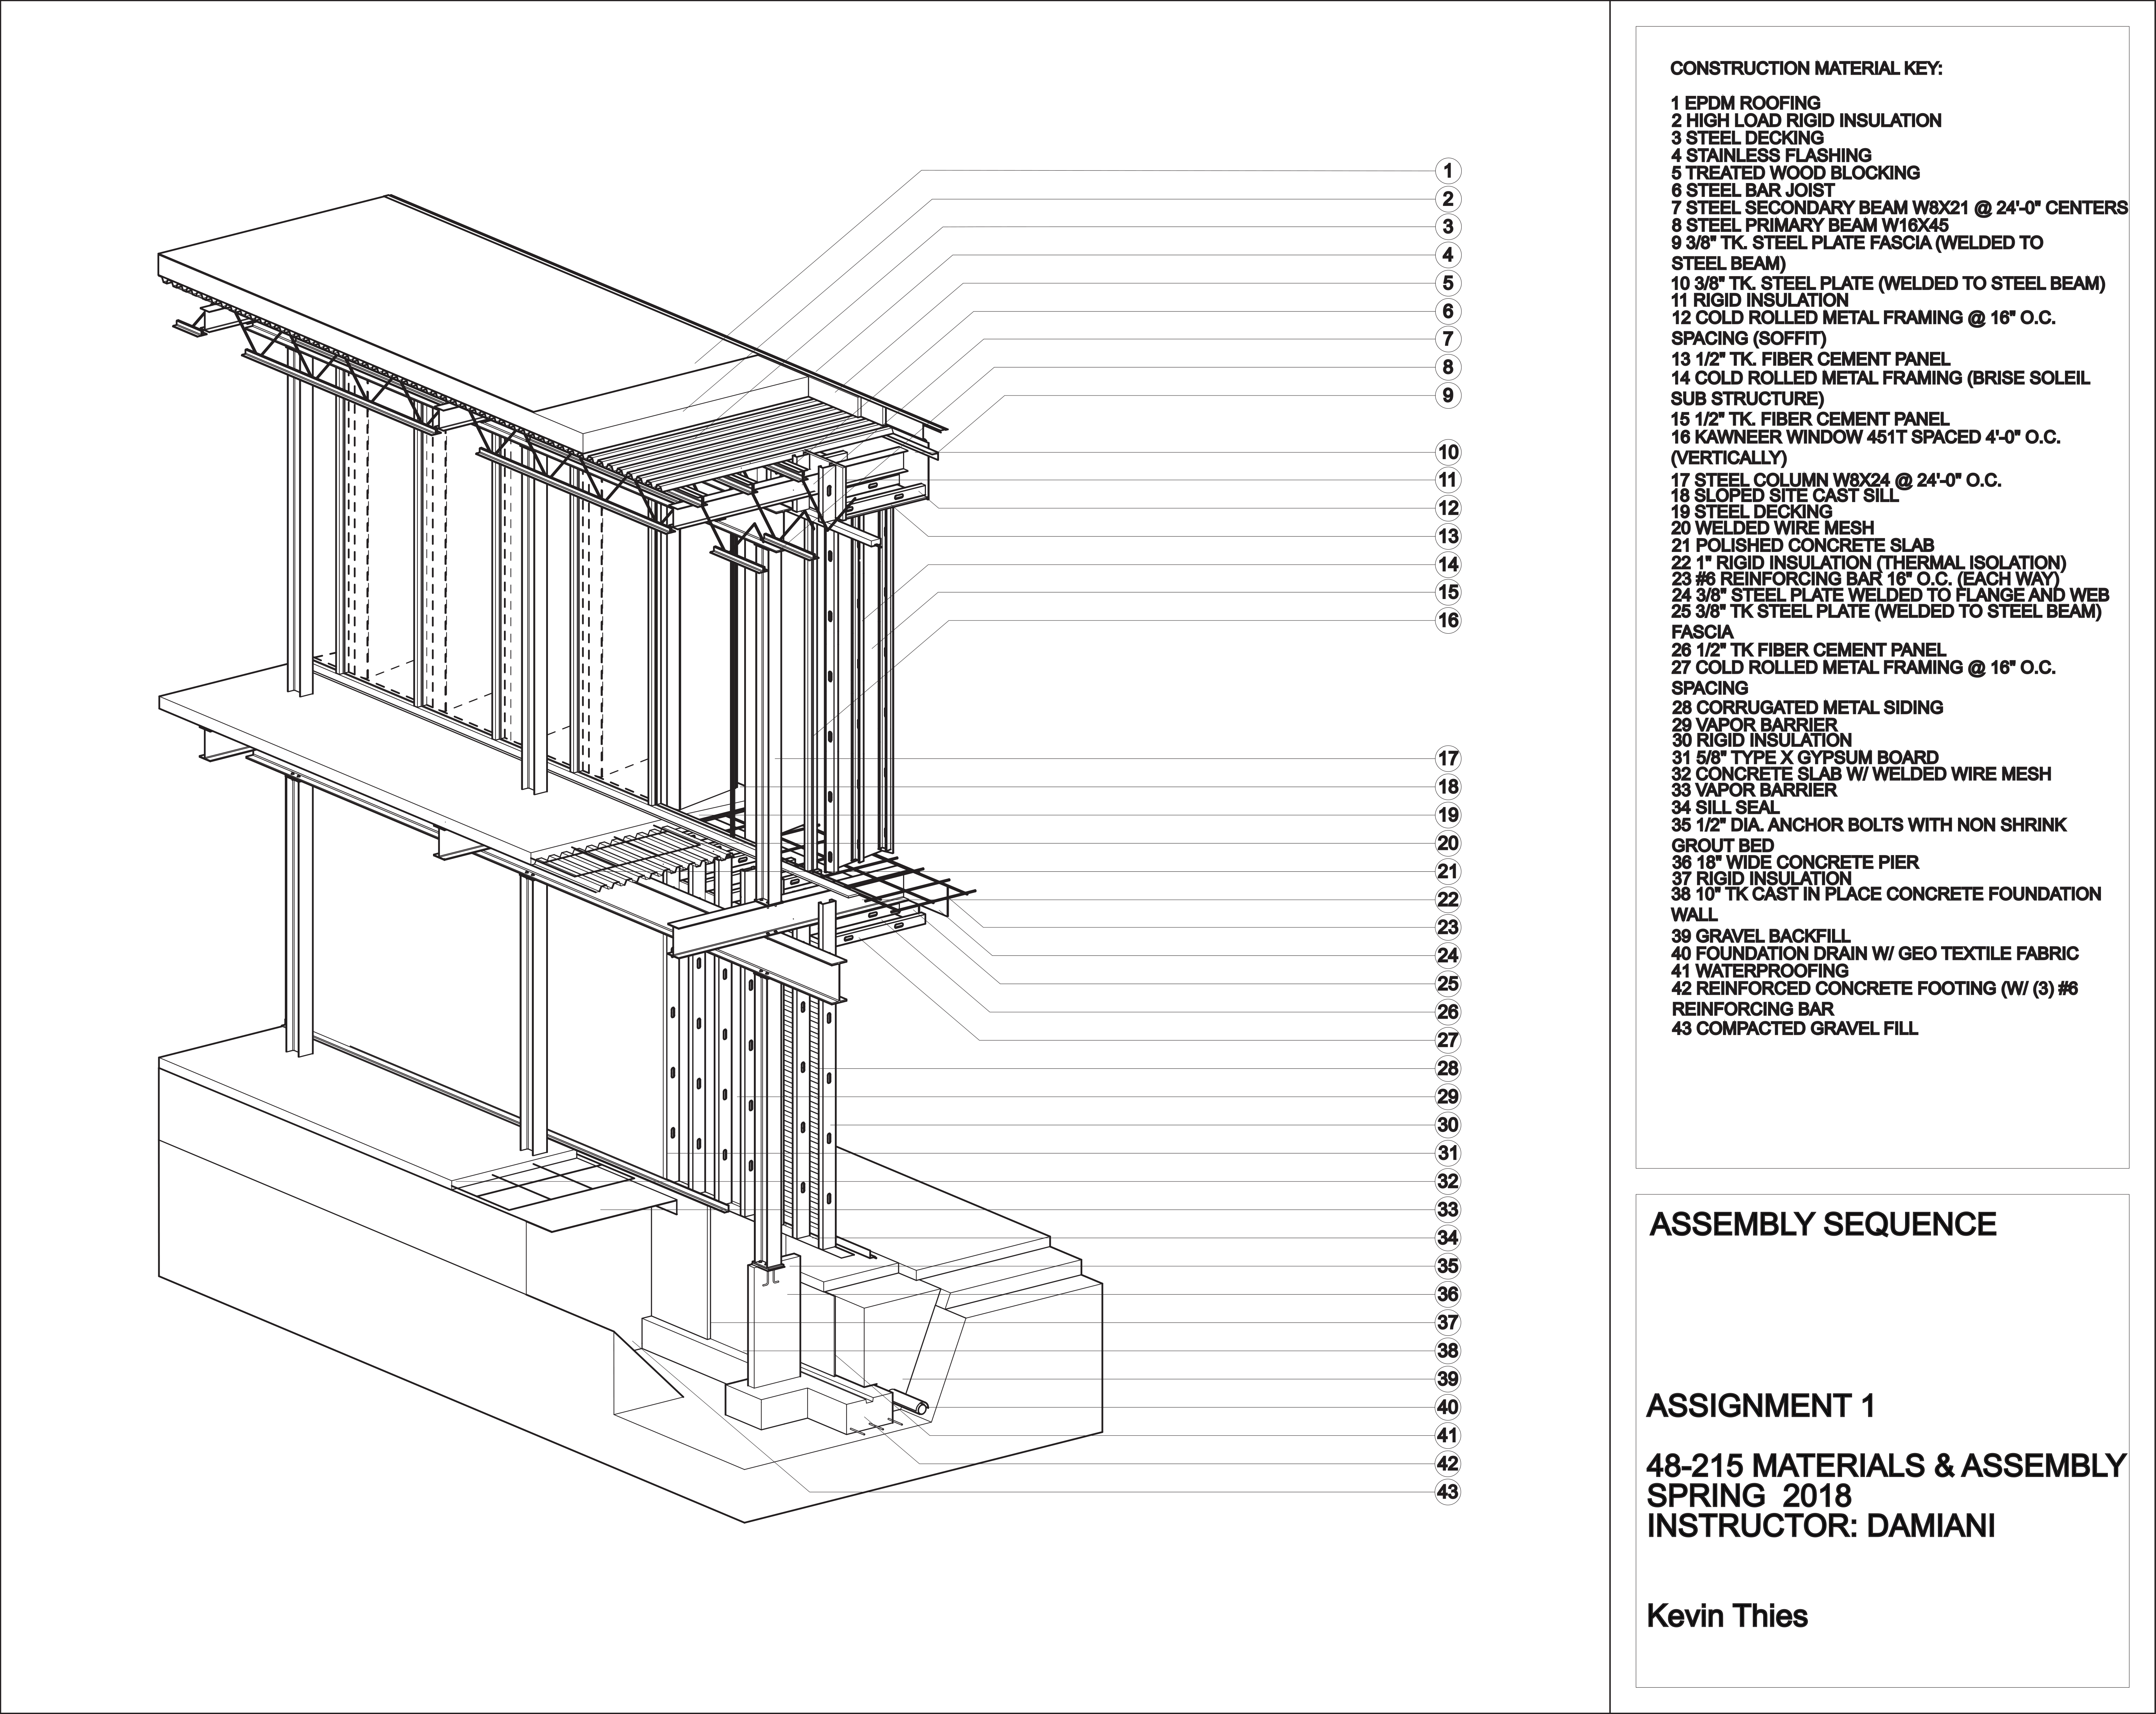 1
2
3
4
5
6
7
8
9
10
11
12
13
14
15
16
17
18
19
20
21
22
23
24
25
26
27
28
29
30
31
32
33
34
35
36
37
38
39
40
41
42
43
CONSTRUCTION MATERIAL KEY:
1 EPDM ROOFING
2 HIGH LOAD RIGID INSULATION
3 STEEL DECKING
4 STAINLESS FLASHING
5 TREATED WOOD BLOCKING
6 STEEL BAR JOIST
7 STEEL SECONDARY BEAM W8X21 @ 24'-0" CENTERS
8 STEEL PRIMARY BEAM W16X45
9 3/8" TK. STEEL PLATE FASCIA (WELDED TO
STEEL BEAM)
10 3/8" TK. STEEL PLATE (WELDED TO STEEL BEAM)
11 RIGID INSULATION
12 COLD ROLLED METAL FRAMING @ 16" O.C.
SPACING (SOFFIT)
13 1/2" TK. FIBER CEMENT PANEL
14 COLD ROLLED METAL FRAMING (BRISE SOLEIL
SUB STRUCTURE)
15 1/2" TK. FIBER CEMENT PANEL
16 KAWNEER WINDOW 451T SPACED 4'-0" O.C.
(VERTICALLY)
17 STEEL COLUMN W8X24 @ 24'-0" O.C.
18 SLOPED SITE CAST SILL
19 STEEL DECKING
20 WELDED WIRE MESH
21 POLISHED CONCRETE SLAB
22 1" RIGID INSULATION (THERMAL ISOLATION)
23 #6 REINFORCING BAR 16" O.C. (EACH WAY)
24 3/8" STEEL PLATE WELDED TO FLANGE AND WEB
25 3/8" TK STEEL PLATE (WELDED TO STEEL BEAM)
FASCIA
26 1/2" TK FIBER CEMENT PANEL
27 COLD ROLLED METAL FRAMING @ 16" O.C.
SPACING
28 CORRUGATED METAL SIDING
29 VAPOR BARRIER
30 RIGID INSULATION
31 5/8" TYPE X GYPSUM BOARD
32 CONCRETE SLAB W/ WELDED WIRE MESH
33 VAPOR BARRIER
34 SILL SEAL
35 1/2" DIA. ANCHOR BOLTS WITH NON SHRINK
GROUT BED
36 18" WIDE CONCRETE PIER
37 RIGID INSULATION
38 10" TK CAST IN PLACE CONCRETE FOUNDATION
WALL
39 GRAVEL BACKFILL
40 FOUNDATION DRAIN W/ GEO TEXTILE FABRIC
41 WATERPROOFING
42 REINFORCED CONCRETE FOOTING (W/ (3) #6
REINFORCING BAR
43 COMPACTED GRAVEL FILL
ASSEMBLY SEQUENCE
ASSIGNMENT 1
48-215 MATERIALS & ASSEMBLY
SPRING 2018
INSTRUCTOR: DAMIANI
Kevin Thies